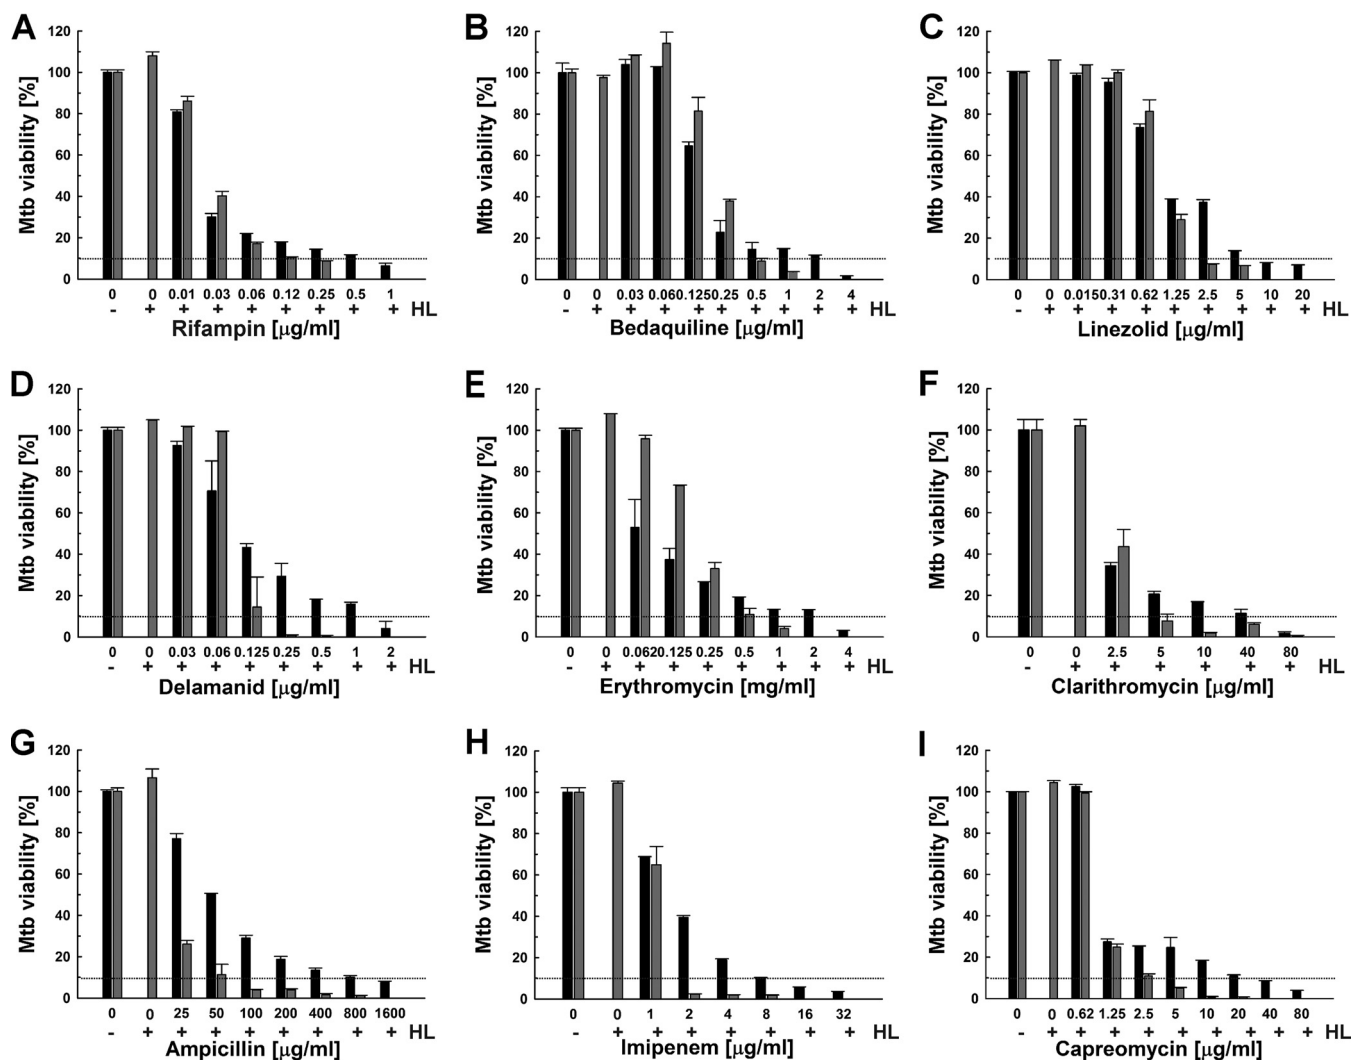 A
Mtb viability [%]
120
100
80
60
40
20
0
0 0 0.01 0.03 0.06 0.12 0.25 0.5 1
- + + + + + + + + HL
Rifampin [μg/ml]
B
Mtb viability [%]
120
100
80
60
40
20
0
0 0 0.03 0.06 0.125 0.25 0.5 1 2 4
- + + + + + + + + + HL
Bedaquiline [μg/ml]
C
Mtb viability [%]
120
100
80
60
40
20
0
0 0 0.015 0.31 0.62 1.25 2.5 5 10 20
- + + + + + + + + + HL
Linezolid [μg/ml]
D
Mtb viability [%]
120
100
80
60
40
20
0
0 0 0.03 0.06 0.125 0.25 0.5 1 2
- + + + + + + + + HL
Delamanid [μg/ml]
E
Mtb viability [%]
120
100
80
60
40
20
0
0 0 0.062 0.125 0.25 0.5 1 2 4
- + + + + + + + + HL
Erythromycin [mg/ml]
F
Mtb viability [%]
120
100
80
60
40
20
0
0 0 2.5 5 10 40 80
- + + + + + + HL
Clarithromycin [μg/ml]
G
Mtb viability [%]
120
100
80
60
40
20
0
0 0 25 50 100 200 400 800 1600
- + + + + + + + + HL
Ampicillin [μg/ml]
H
Mtb viability [%]
120
100
80
60
40
20
0
0 0 1 2 4 8 16 32
- + + + + + + + HL
Imipenem [μg/ml]
I
Mtb viability [%]
120
100
80
60
40
20
0
0 0 0.62 1.25 2.5 5 10 20 40 80
- + + + + + + + + + HL
Capreomycin [μg/ml]